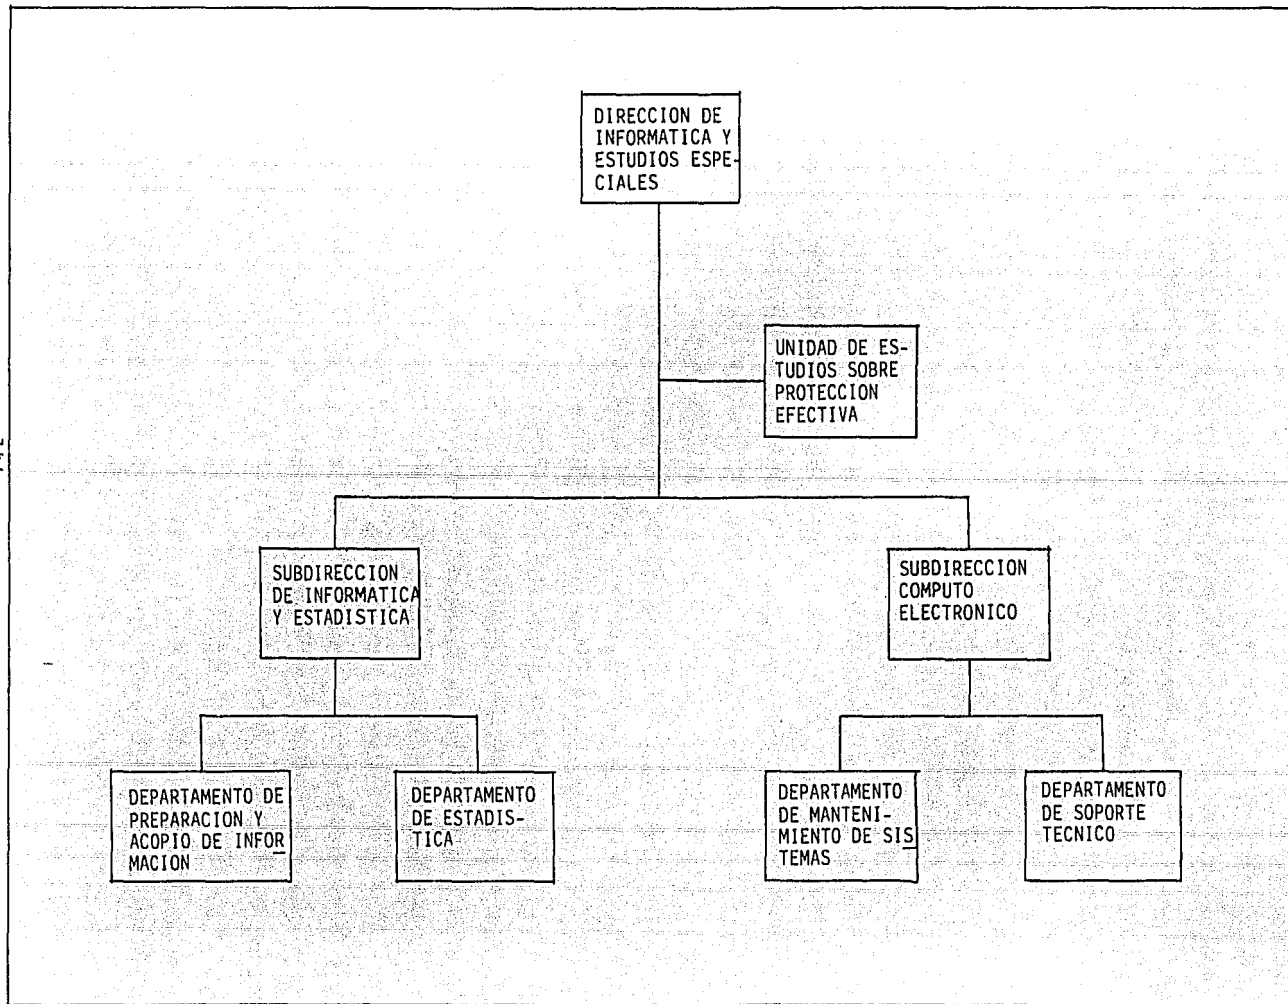 DIRECCION DE
INFORMATICA Y
ESTUDIOS ESPE-
CIALES
UNIDAD DE ES-
TUDIOS SOBRE
PROTECCION
EFECTIVA
SUBDIRECCION
DE INFORMATICA
Y ESTADISTICA
SUBDIRECCION
COMPUTO
ELECTRONICO
DEPARTAMENTO DE
PREPARACION Y
ACOPIO DE INFOR
MACION
DEPARTAMENTO
DE ESTADIS-
TICA
DEPARTAMENTO
DE MANTENI-
MIENTO DE SIS
TEMAS
DEPARTAMENTO
DE SOPORTE
TECNICO